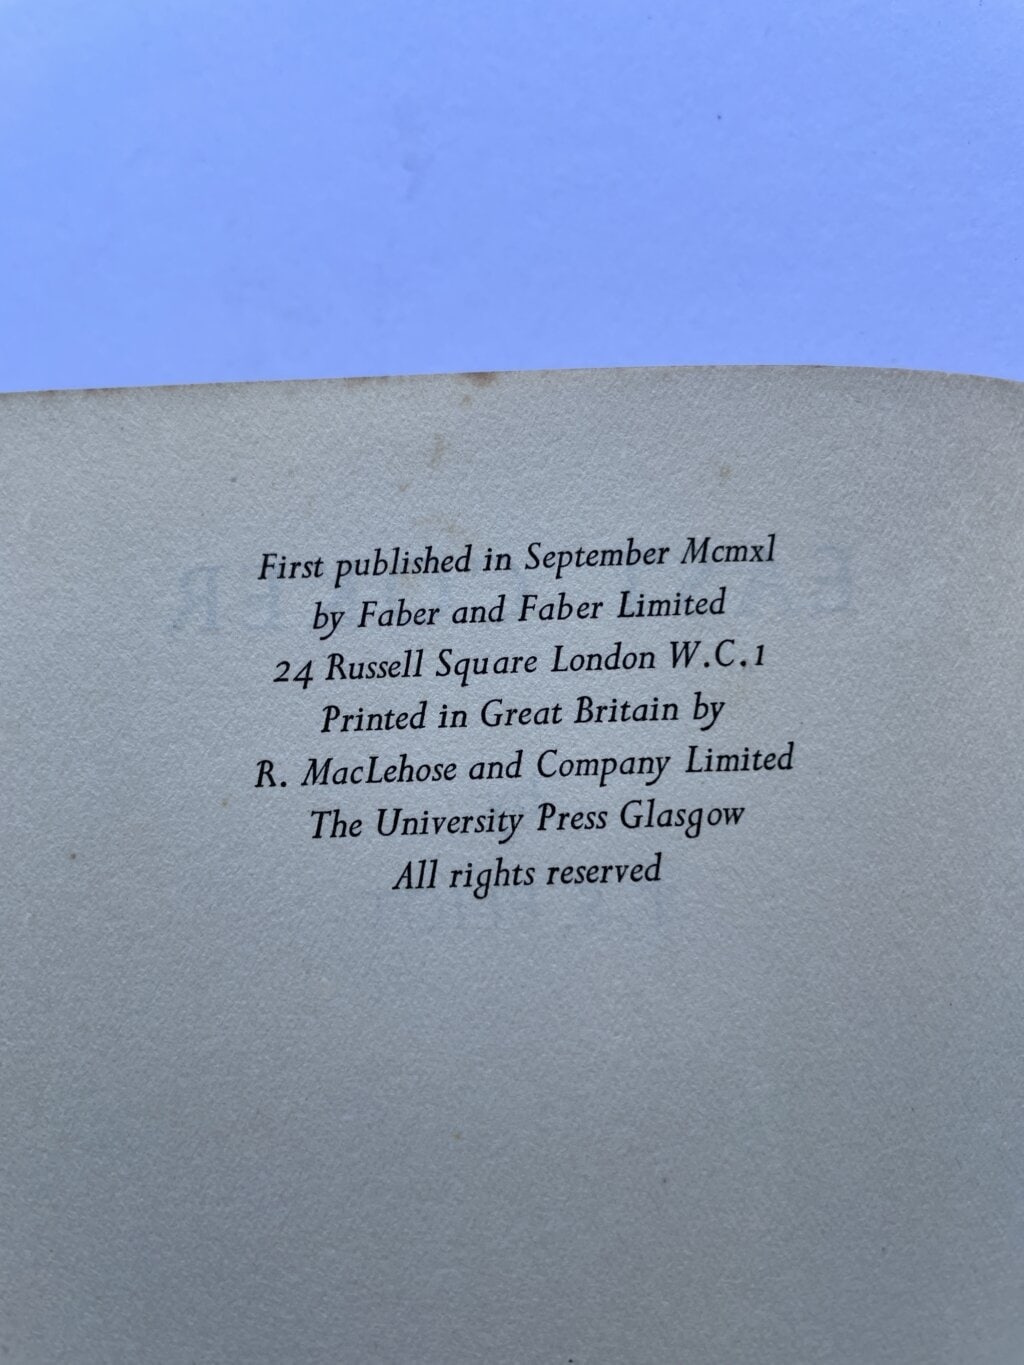 First published in September Mcmxl
by Faber and Faber Limited
24 Russell Square London W.C.1
Printed in Great Britain by
R. MacLehose and Company Limited
The University Press Glasgow
All rights reserved